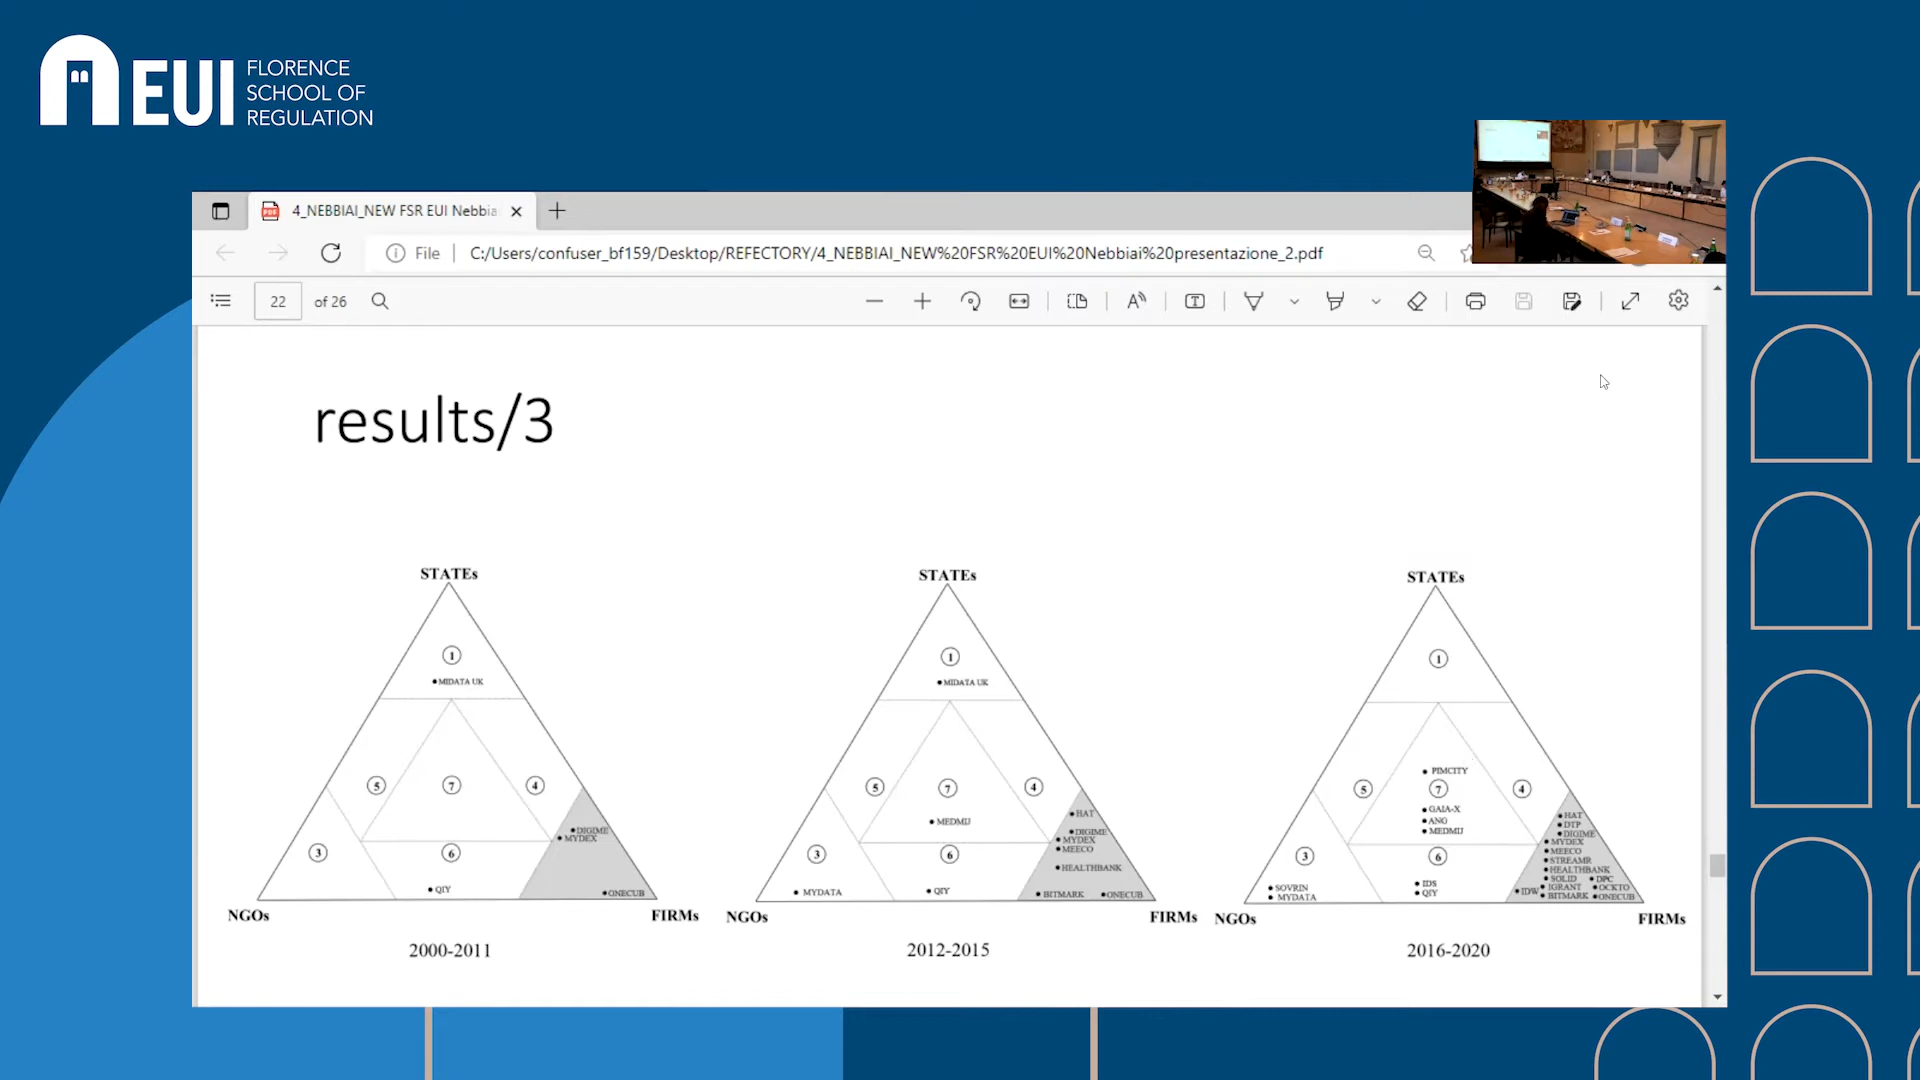 EUI
FLORENCE
SCHOOL OF
REGULATION
4_NEBBIAI_NEW FSR EUI Nebbia
File
C:/Users/confuser_bf159/Desktop/REFECTORY/4_NEBBIAI_NEW%20FSR%20EUI%20Nebbiai%20presentazione_2.pdf
22 of 26
results/3
STATEs
1
MIDATA UK
5
7
4
DIGIME
MYDEX
3
6
QIY
ONECUB
NGOs
FIRMs
2000-2011
STATEs
1
MIDATA UK
5
7
4
MEDMIJ
HAT
DIGIME
MYDEX
MEECO
3
6
HEALTHBANK
MYDATA
QIY
BITMARK
ONECUB
NGOs
FIRMs
2012-2015
STATEs
1
PIMCITY
5
7
4
GAIA-X
ANG
MEDMIJ
HAT
DTP
DIGIME
MYDEX
MEECO
STREAMR
HEALTHBANK
SOLID
DPC
3
6
IDS
QIY
SOVRIN
MYDATA
IDW
IGRANT
OCKTO
BITMARK
ONECUB
NGOs
FIRMs
2016-2020